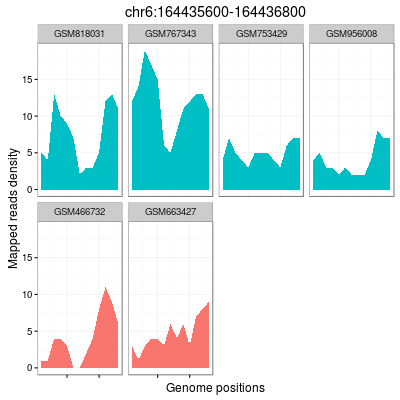 chr6:164435600-164436800
GSM818031 GSM767343 GSM753429 GSM956008
15
10
5
0
GSM466732 GSM663427
15
10
5
0
Mapped reads density
Genome positions